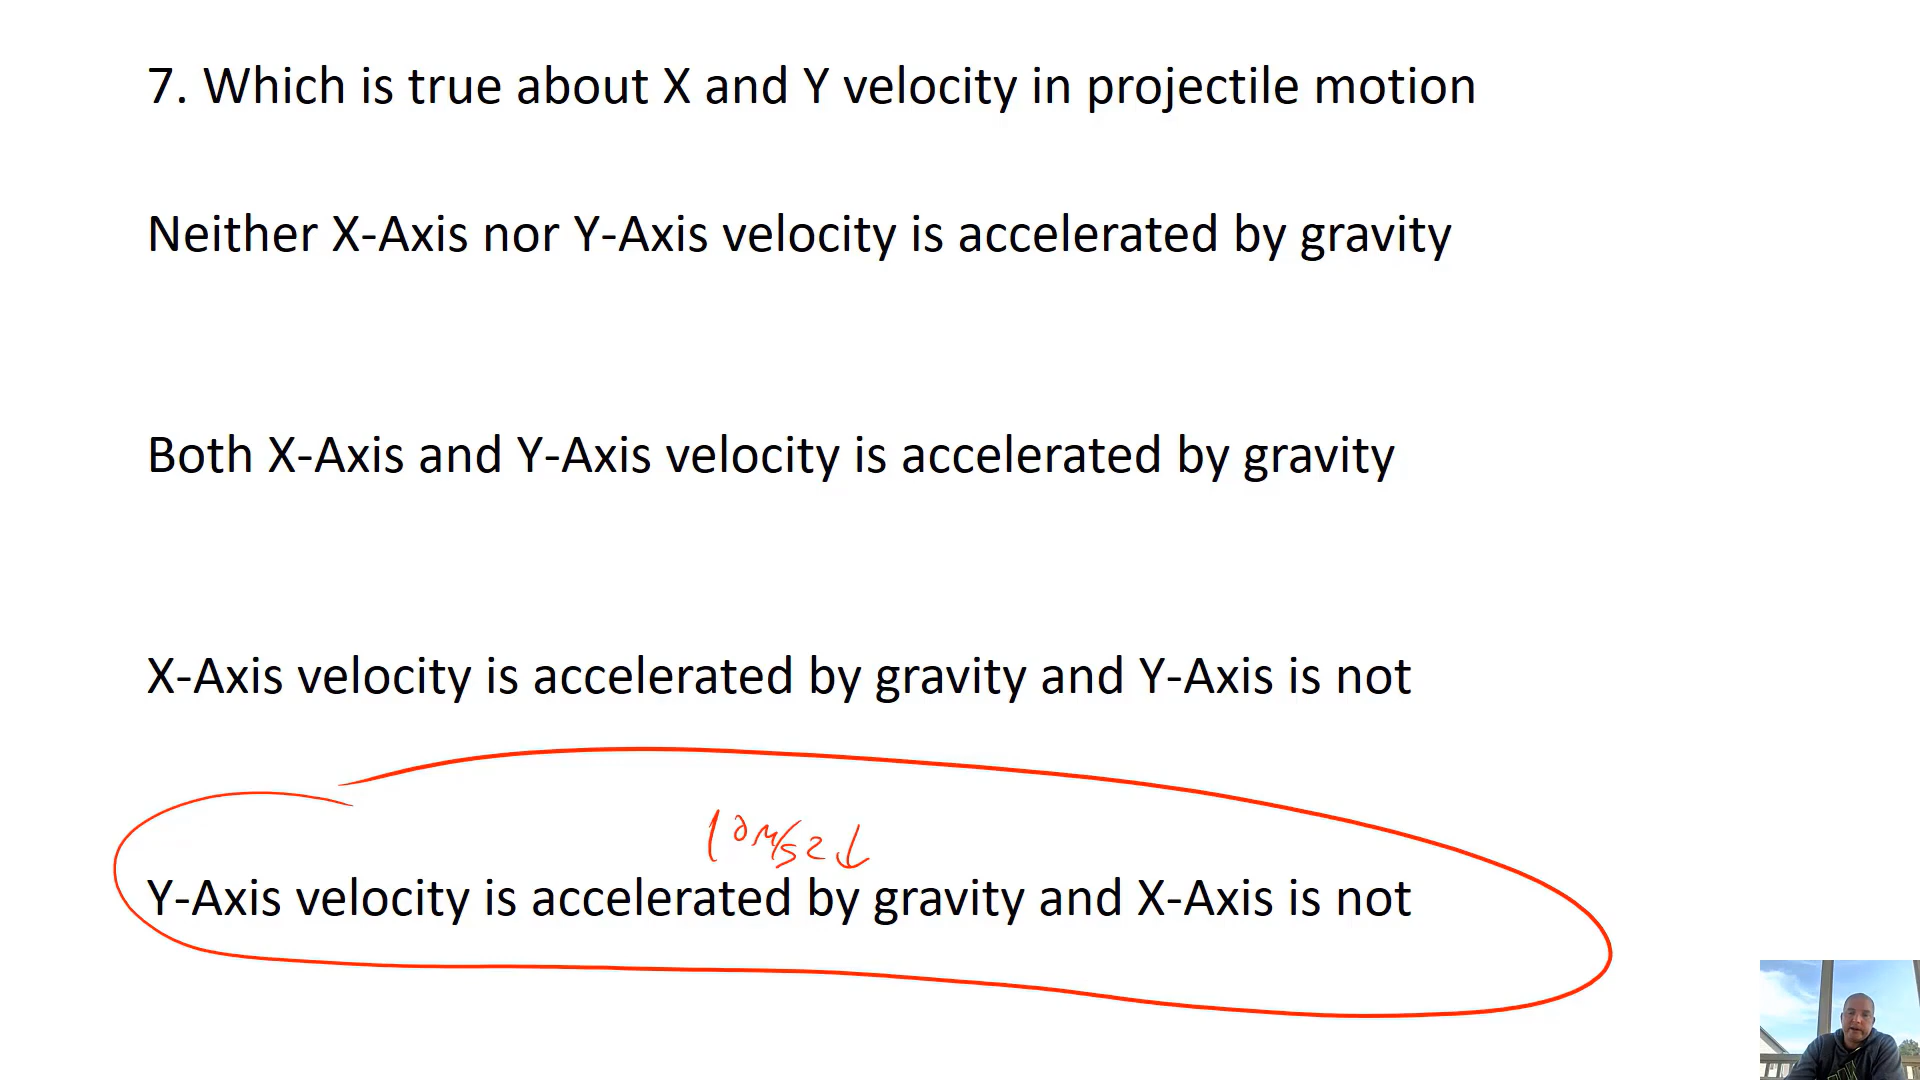 7. Which is true about X and Y velocity in projectile motion
Neither X-Axis nor Y-Axis velocity is accelerated by gravity
Both X-Axis and Y-Axis velocity is accelerated by gravity
X-Axis velocity is accelerated by gravity and Y-Axis is not
10m/s2↓
Y-Axis velocity is accelerated by gravity and X-Axis is not